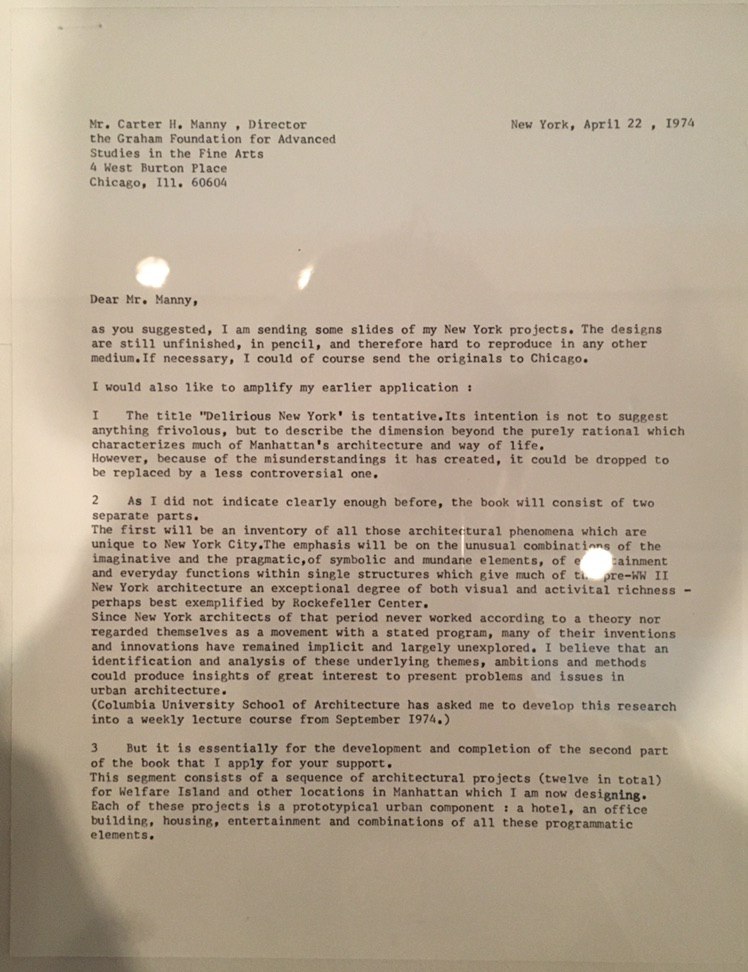 Mr. Carter H. Manny , Director
New York, April 22 , I974
the Graham Foundation for Advanced
Studies in the Fine Arts
4 West Burton Place
Chicago, Ill. 60604
Dear Mr. Manny,
as you suggested, I am sending some slides of my New York projects. The designs
are still unfinished, in pencil, and therefore hard to reproduce in any other
medium.If necessary, I could of course send the originals to Chicago.
I would also like to amplify my earlier application :
I The title "Delirious New York' is tentative.Its intention is not to suggest
anything frivolous, but to describe the dimension beyond the purely rational which
characterizes much of Manhattan's architecture and way of life.
However, because of the misunderstandings it has created, it could be dropped to
be replaced by a less controversial one.
2 As I did not indicate clearly enough before, the book will consist of two
separate parts.
The first will be an inventory of all those architectural phenomena which are
unique to New York City.The emphasis will be on the unusual combinations of the
imaginative and the pragmatic,of symbolic and mundane elements, of
and everyday functions within single structures which give much of pre-WW II
New York architecture an exceptional degree of both visual and activital richness -
perhaps best exemplified by Rockefeller Center.
Since New York architects of that period never worked according to a theory nor
regarded themselves as a movement with a stated program, many of their inventions
and innovations have remained implicit and largely unexplored. I believe that an
identification and analysis of these underlying themes, ambitions and methods
could produce insights of great interest to present problems and issues in
urban architecture.
(Columbia University School of Architecture has asked me to develop this research
into a weekly lecture course from September I974.)
3 But it is essentially for the development and completion of the second part
of the book that I apply for your support.
This segment consists of a sequence of architectural projects (twelve in total)
for Welfare Island and other locations in Manhattan which I am now designing.
Each of these projects is a prototypical urban component : a hotel, an office
building, housing, entertainment and combinations of all these programmatic
elements.